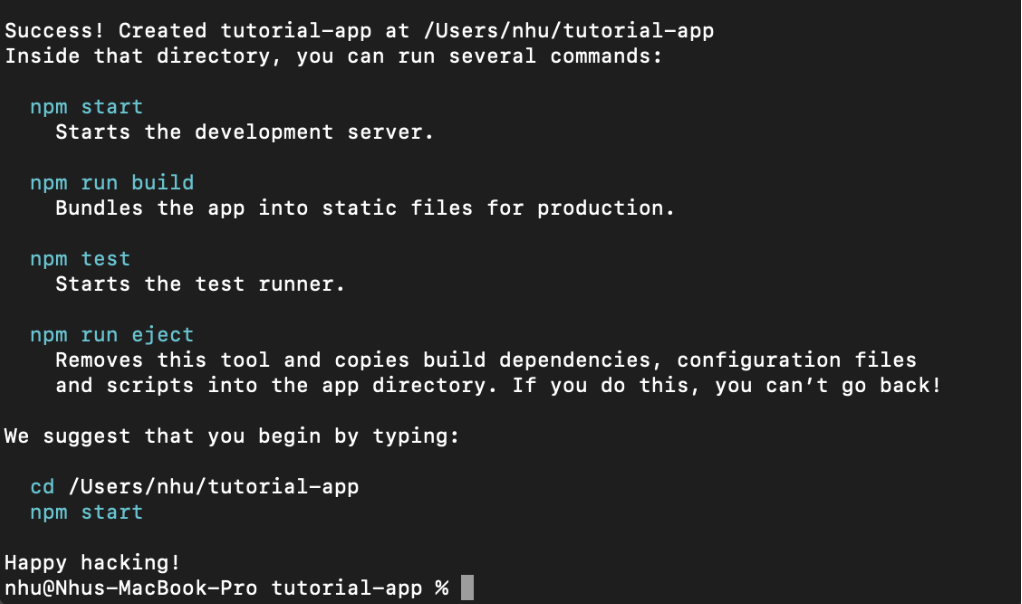 Success! Created tutorial-app at /Users/nhu/tutorial-app
Inside that directory, you can run several commands:
npm start
Starts the development server.
npm run build
Bundles the app into static files for production.
npm test
Starts the test runner.
npm run eject
Removes this tool and copies build dependencies, configuration files
and scripts into the app directory. If you do this, you can’t go back!
We suggest that you begin by typing:
cd /Users/nhu/tutorial-app
npm start
Happy hacking!
nhu@Nhus-MacBook-Pro tutorial-app %